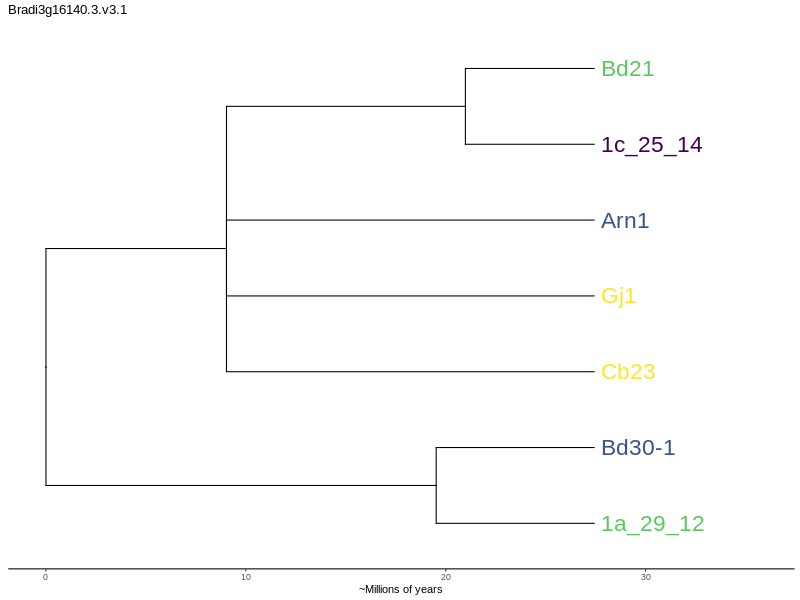 Bradi3g16140.3.v3.1
Bd21
1c_25_14
Arn1
Gj1
Cb23
Bd30-1
1a_29_12
0 10 20 30
~Millions of years